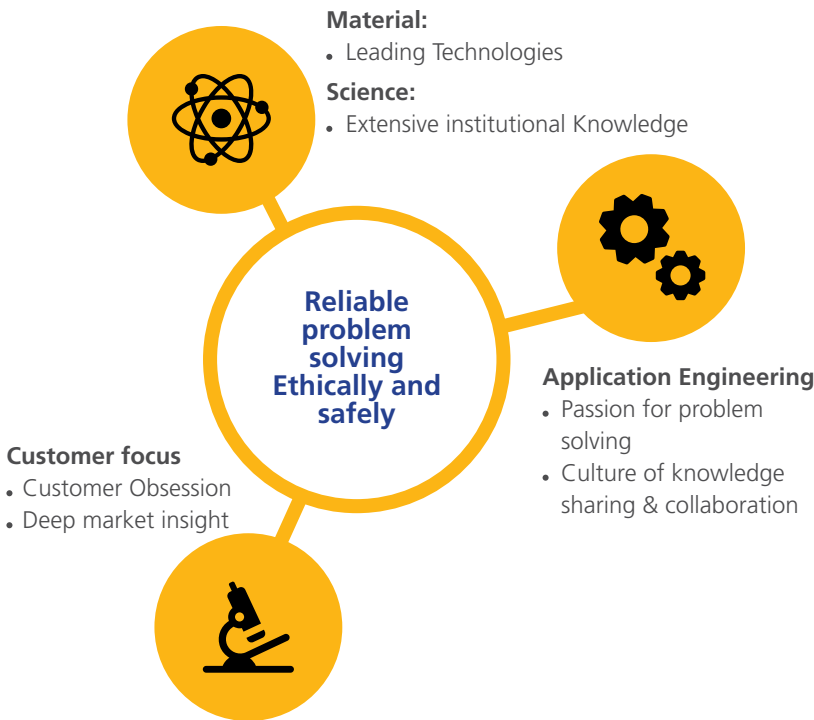 Material:
• Leading Technologies
Science:
• Extensive institutional Knowledge
Reliable
problem
solving
Ethically and
safely
Application Engineering
• Passion for problem
solving
• Culture of knowledge
sharing & collaboration
Customer focus
• Customer Obsession
• Deep market insight